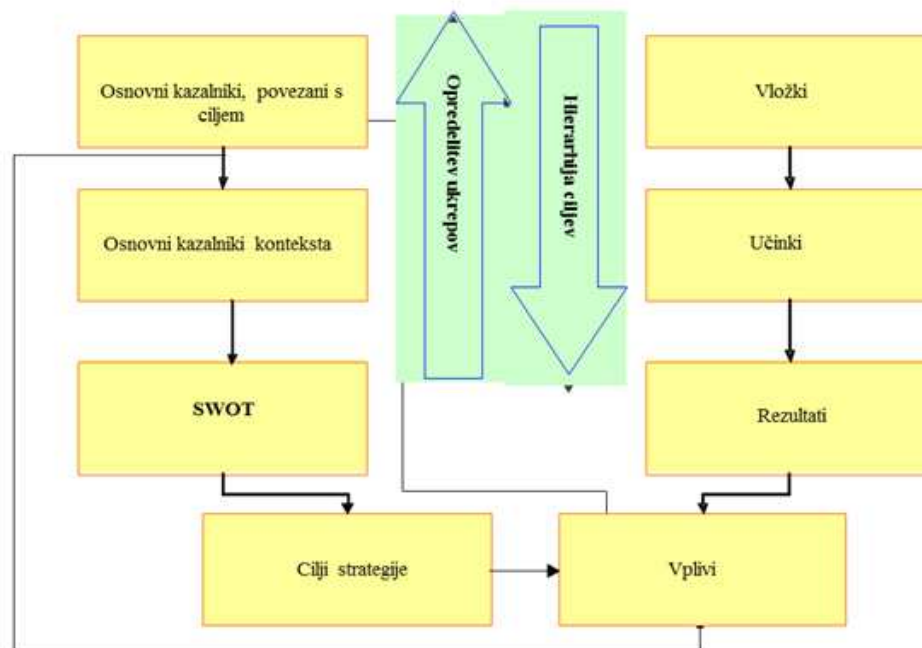 Osnovni kazalniki, povezani s
ciljem
Osnovni kazalniki konteksta
SWOT
Cilji strategije
Opredelitev ukrepov
Hierarhija ciljev
Vložki
Učinki
Rezultati
Vplivi